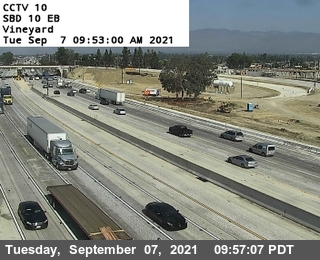 CCTV 10
SBD 10 EB
Vineyard
Tue Sep  7 09:53:00 AM 2021
Tuesday, September 07, 2021 09:57:07 PDT